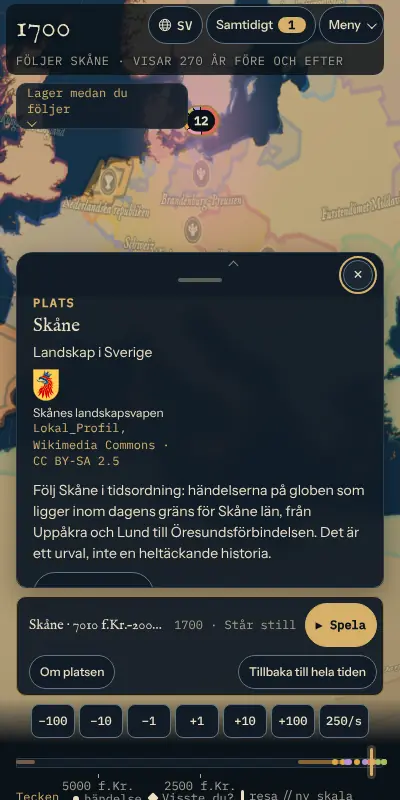 1700
SV
Samtidigt 1
Meny
FÖLJER SKÅNE · VISAR 270 ÅR FÖRE OCH EFTER
Lager medan du
följer
12
Nederländska republiken
Brandenburg-Preussen
Schweiz
Furstendömet Moldau
PLATS
Skåne
Landskap i Sverige
Skånes landskapsvapen
Lokal_Profil,
Wikimedia Commons ·
CC BY-SA 2.5
Följ Skåne i tidsordning: händelserna på globen som
ligger inom dagens gräns för Skåne län, från
Uppåkra och Lund till Öresundsförbindelsen. Det är
ett urval, inte en heltäckande historia.
Skåne · 7010 f.Kr.–200...
1700 · Står still
▶ Spela
Om platsen
Tillbaka till hela tiden
−100
−10
−1
+1
+10
+100
250/s
5000 f.Kr.
2500 f.Kr.
Tecken
händelse
Visste du?
resa // ny skala